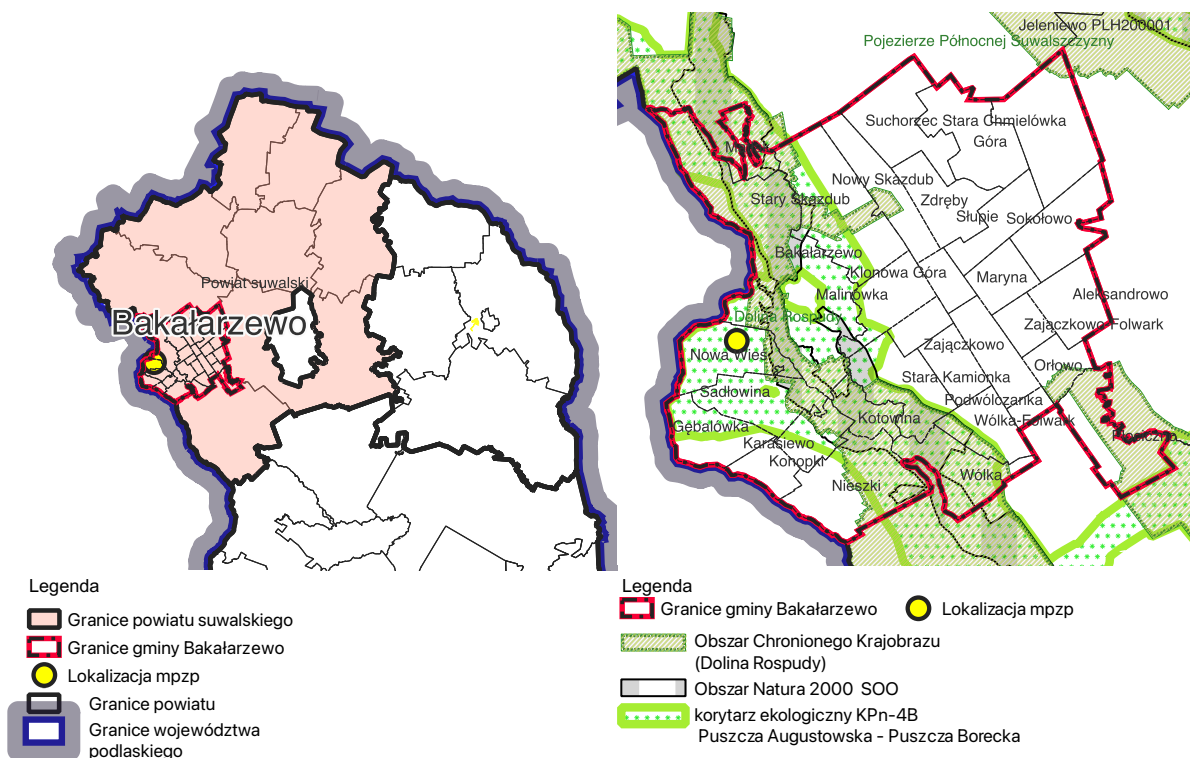 Powiat suwalski
Bakałarzewo
Legenda
Granice powiatu suwalskiego
Granice gminy Bakałarzewo
Lokalizacja mpzp
Granice powiatu
Granice województwa
podlaskiego
Jeleniewo PLH200001
Pojezierze Północnej Suwalszczyzny
Suchorzec Stara Chmielówka
Góra
Stary Skazdub
Nowy Skazdub
Zdręby
Słupie
Sokołowo
Bakałarzewo
Klonowa Góra
Maryna
Malinówka
Aleksandrowo
Dolina Rospudy
Zajączkowo Folwark
Nowa Wieś
Zajączkowo
Orłowo
Stara Kamionka
Sadłowina
Podwólczanka
Kotowina
Wólka-Folwark
Gębalówka
Karasiewo
Konopki
Wólka
Nieszki
Legenda
Granice gminy Bakałarzewo
Lokalizacja mpzp
Obszar Chronionego Krajobrazu
(Dolina Rospudy)
Obszar Natura 2000 SOO
korytarz ekologiczny KPn-4B
Puszcza Augustowska - Puszcza Borecka